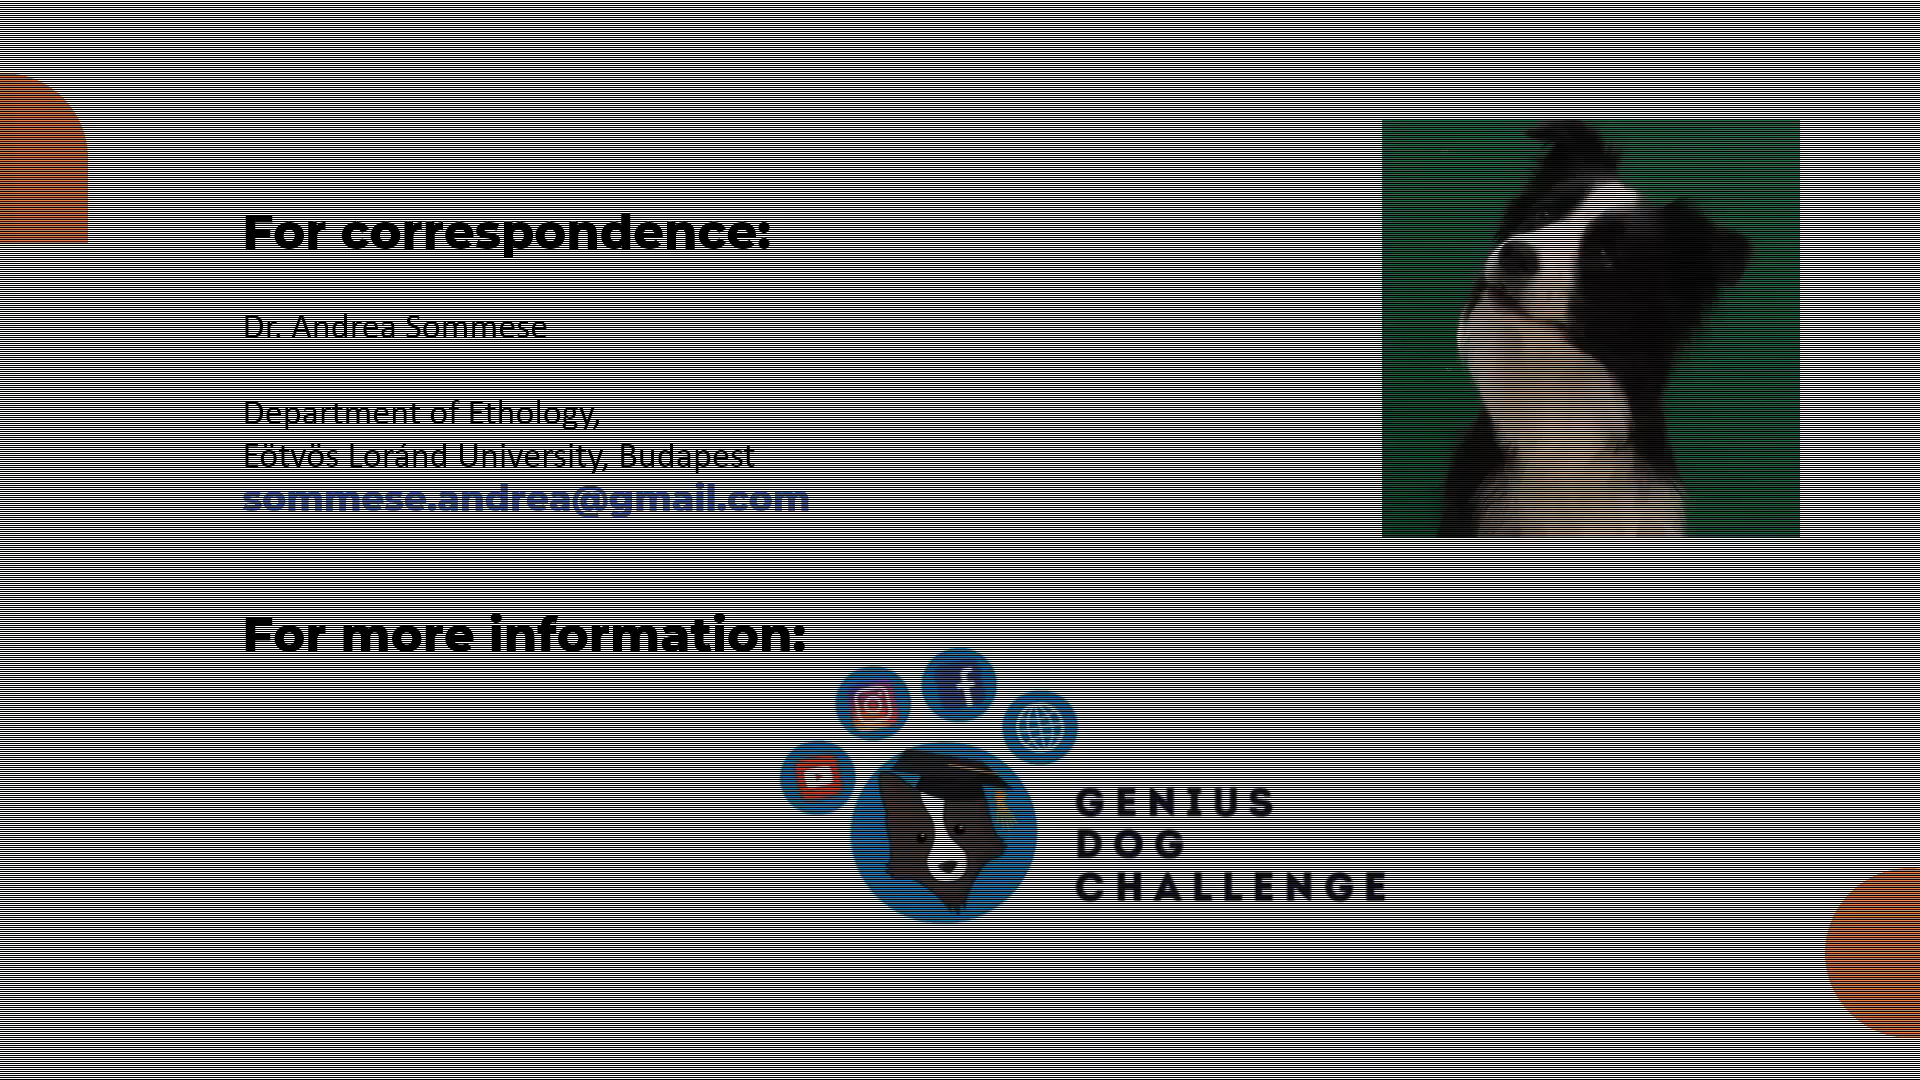 For correspondence:
Dr. Andrea Sommese
Department of Ethology,
Eötvös Loránd University, Budapest
sommese.andrea@gmail.com
For more information:
GENIUS
DOG
CHALLENGE